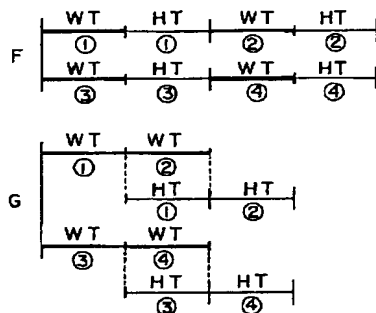 WT HT WT HT
① ① ② ②
F
WT HT WT HT
③ ③ ④ ④
WT WT
① ②
HT HT
① ②
G
WT WT
③ ④
HT HT
③ ④